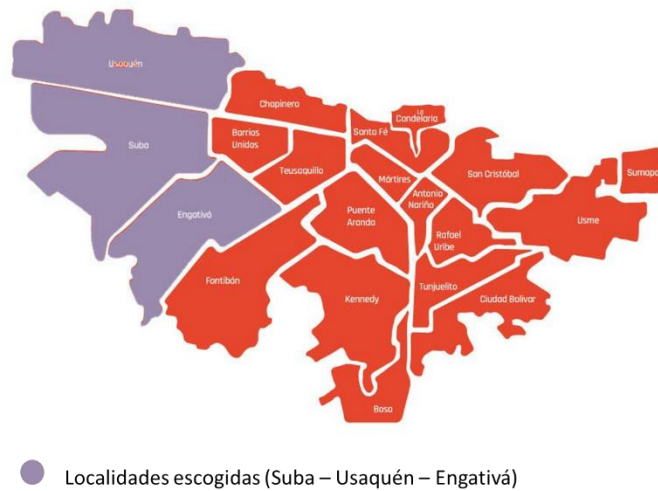 Usaquén
Chapinero
La
Candelaria
Santa Fé
Barrios
Unidos
Suba
Teusaquillo
Mártires
San Cristóbal
Sumapaz
Antonio
Nariño
Engativá
Puente
Aranda
Usme
Rafael
Uribe
Fontibón
Kennedy
Tunjuelito
Ciudad Bolívar
Bosa
Localidades escogidas (Suba – Usaquén – Engativá)